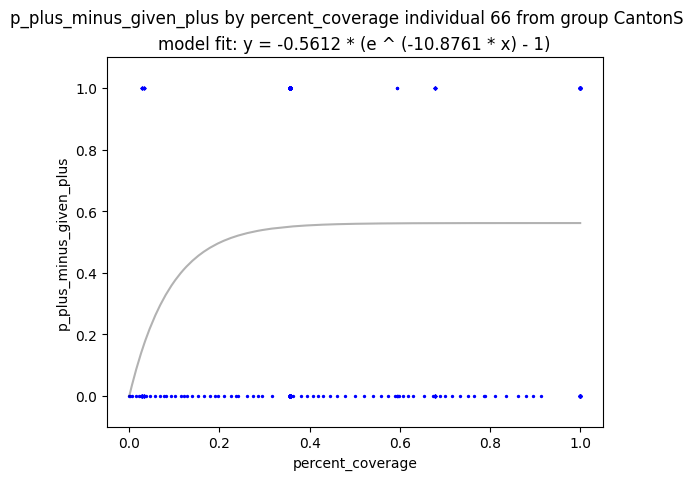 p_plus_minus_given_plus by percent_coverage individual 66 from group CantonS
model fit: y = -0.5612 * (e ^ (-10.8761 * x) - 1)
1.0
0.8
0.6
0.4
0.2
0.0
p_plus_minus_given_plus
0.0 0.2 0.4 0.6 0.8 1.0
percent_coverage